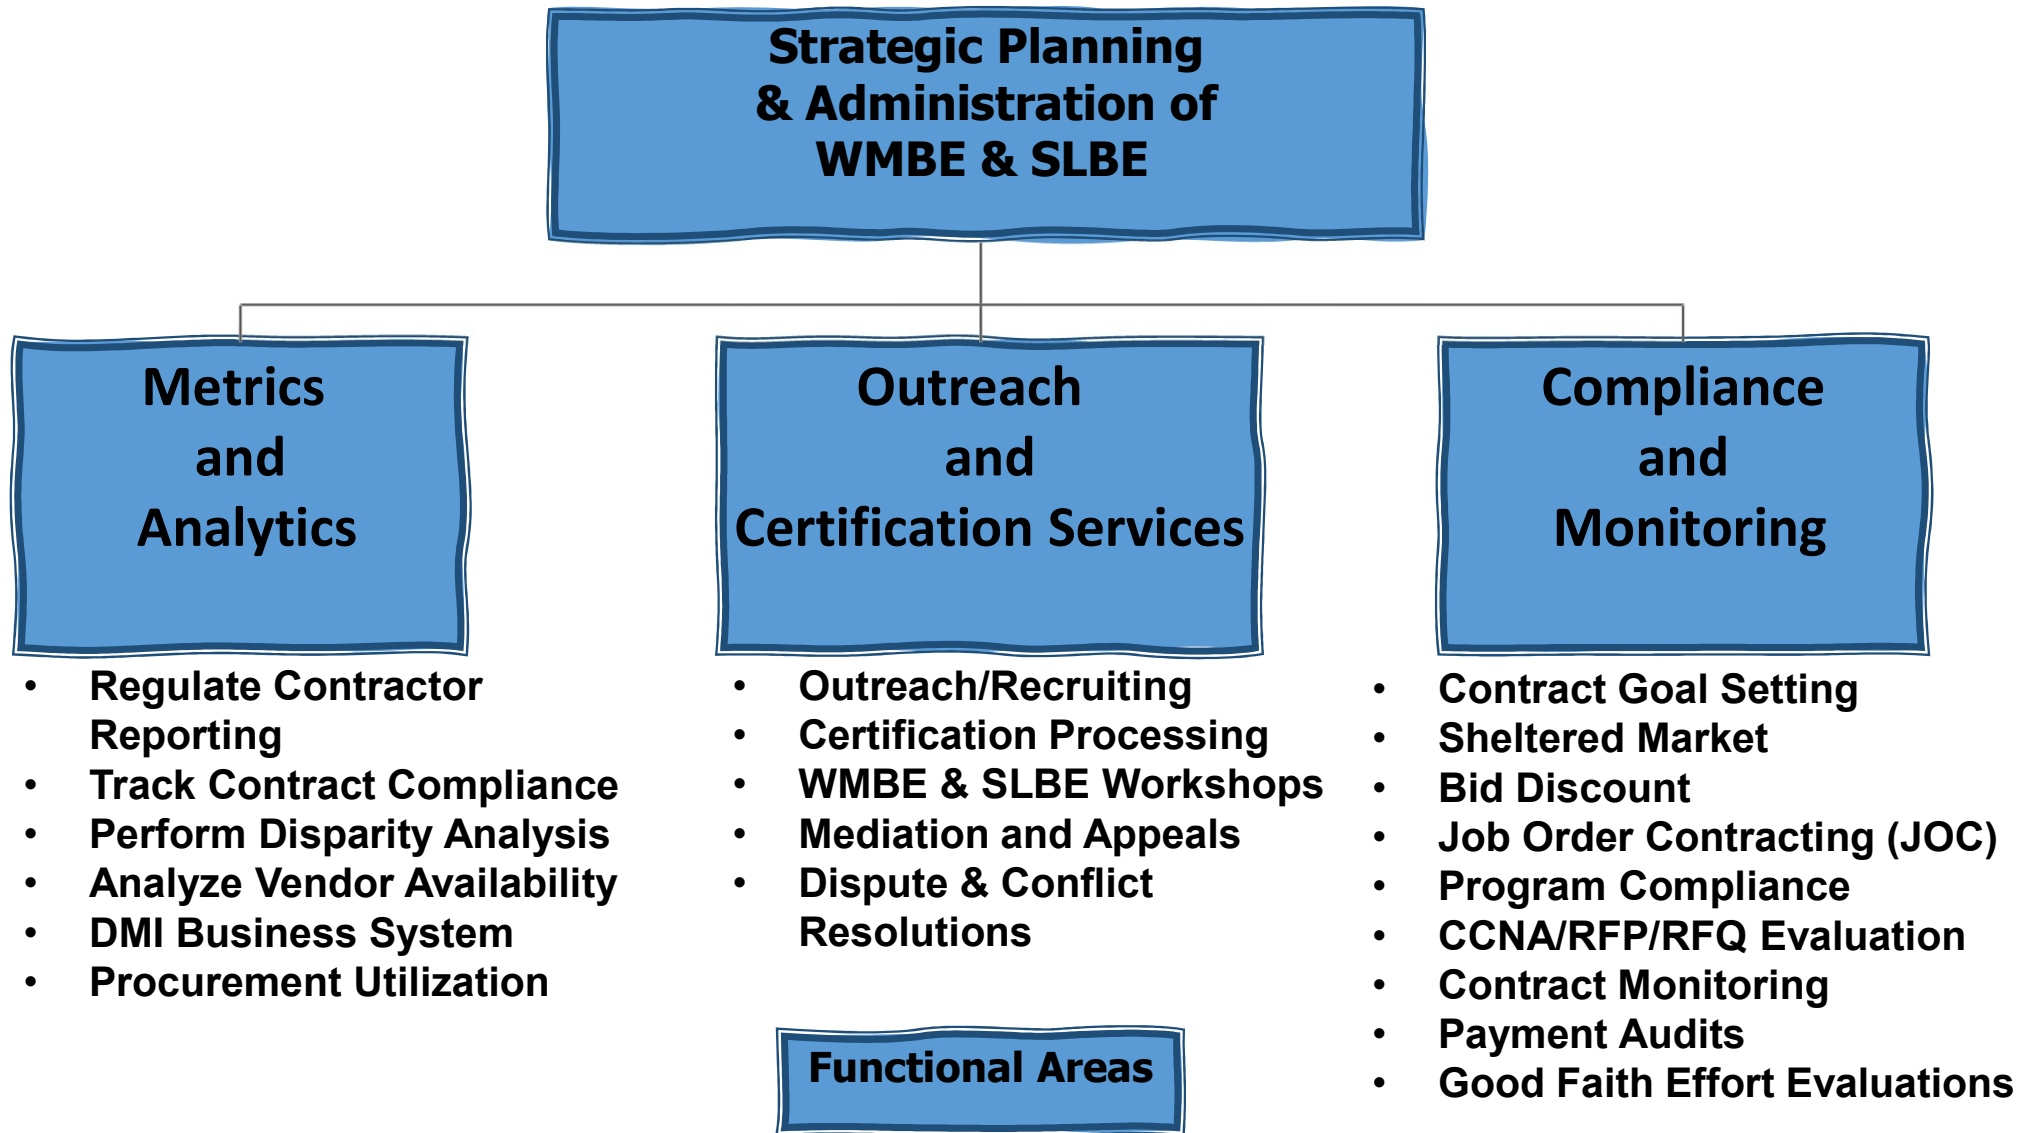 Strategic Planning
& Administration of
WMBE & SLBE
Metrics
and
Analytics
• Regulate Contractor
Reporting
• Track Contract Compliance
• Perform Disparity Analysis
• Analyze Vendor Availability
• DMI Business System
• Procurement Utilization
Outreach
and
Certification Services
• Outreach/Recruiting
• Certification Processing
• WMBE & SLBE Workshops
• Mediation and Appeals
• Dispute & Conflict
Resolutions
Compliance
and
Monitoring
• Contract Goal Setting
• Sheltered Market
• Bid Discount
• Job Order Contracting (JOC)
• Program Compliance
• CCNA/RFP/RFQ Evaluation
• Contract Monitoring
• Payment Audits
• Good Faith Effort Evaluations
Functional Areas